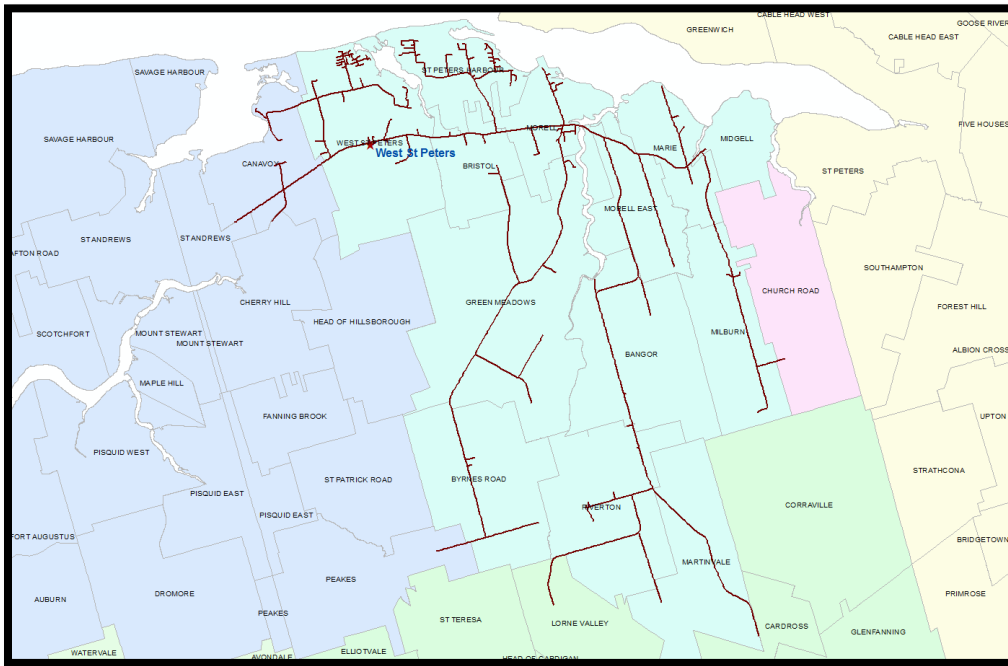 CABLE HEAD WEST
GOOSE RIVER
GREENWICH
CABLE HEAD EAST
SAVAGE HARBOUR
ST PETERS HARBOUR
SAVAGE HARBOUR
FIVE HOUSES
MIDGELL
WEST ST PETERS
West St Peters
MARIE
CANAVOY
BRISTOL
ST PETERS
MORELL EAST
ST ANDREWS
ST ANDREWS
AFTON ROAD
SOUTHAMPTON
CHURCH ROAD
CHERRY HILL
GREEN MEADOWS
FOREST HILL
HEAD OF HILLSBOROUGH
SCOTCHFORT
MOUNT STEWART
MOUNT STEWART
MILBURN
ALBION CROSS
BANGOR
MAPLE HILL
FANNING BROOK
UPTON
PISQUID WEST
STRATHCONA
ST PATRICK ROAD
BYRNES ROAD
PISQUID EAST
CORRAVILLE
RIVERTON
PISQUID EAST
FORT AUGUSTUS
BRIDGETOWN
MARTINVALE
PEAKES
DROMORE
PRIMROSE
AUBURN
PEAKES
ST TERESA
LORNE VALLEY
CARDROSS
GLENFANNING
WATERVALE
ELLIOTVALE
AVONDALE
HEAD OF CARDIGAN